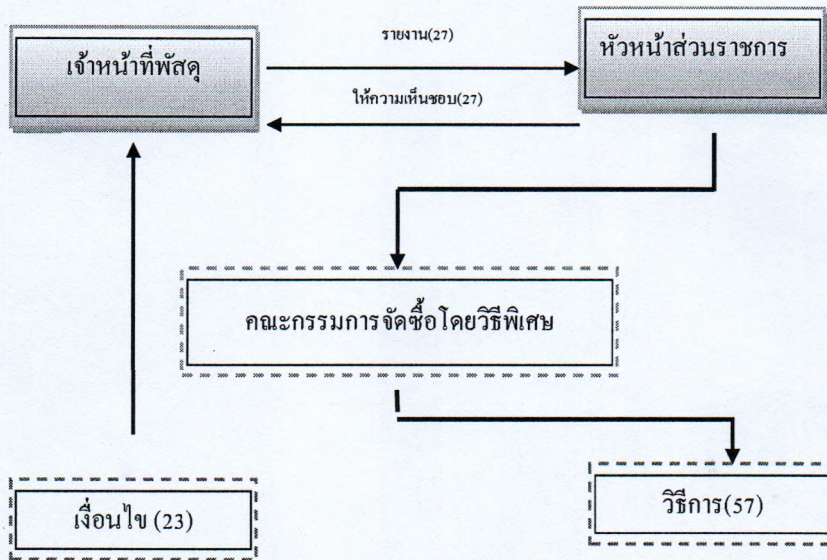 รายงาน(27)
เจ้าหน้าที่พัสดุ
หัวหน้าส่วนราชการ
ให้ความเห็นชอบ(27)
คณะกรรมการจัดซื้อโดยวิธีพิเศษ
เงื่อนไข (23)
วิธีการ(57)